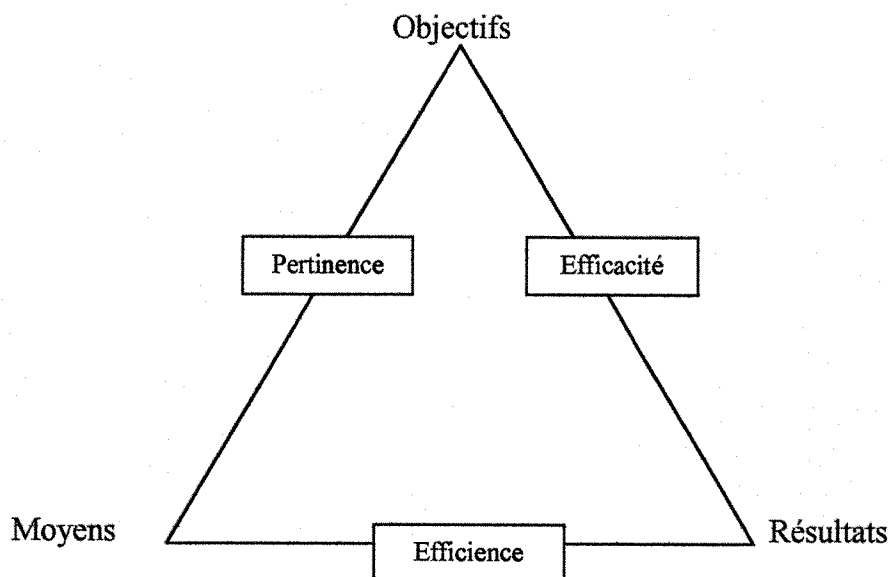 Objectifs
Pertinence
Efficacité
Moyens
Résultats
Efficience